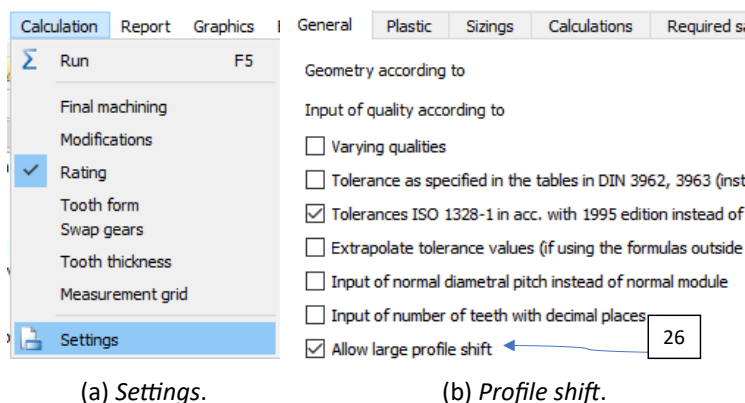 Calculation Report Graphics
Σ Run F5
Final machining
Modifications
Rating
Tooth form
Swap gears
Tooth thickness
Measurement grid
Settings
(a) Settings.
General Plastic Sizings Calculations Required sa
Geometry according to
Input of quality according to
Varying qualities
Tolerance as specified in the tables in DIN 3962, 3963 (inst
Tolerances ISO 1328-1 in acc. with 1995 edition instead of
Extrapolate tolerance values (if using the formulas outside
Input of normal diametral pitch instead of normal module
Input of number of teeth with decimal places
Allow large profile shift
26
(b) Profile shift.